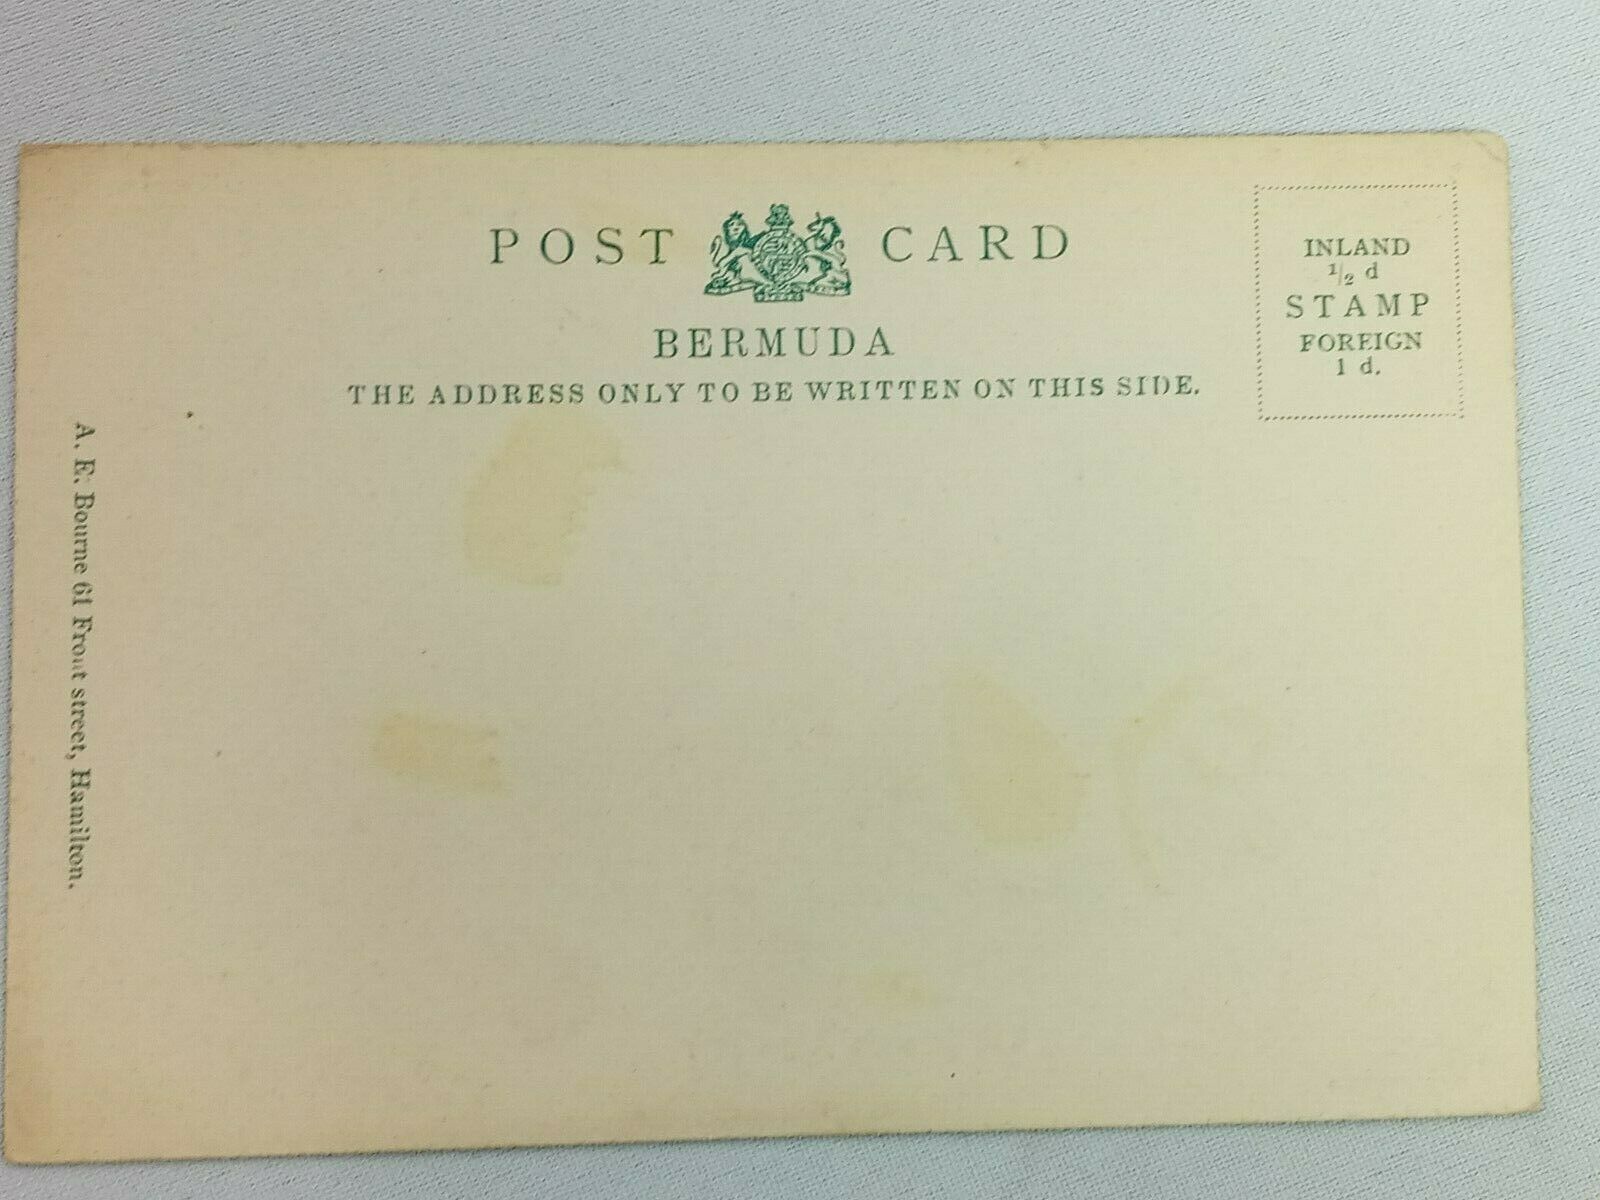 POST CARD
BERMUDA
THE ADDRESS ONLY TO BE WRITTEN ON THIS SIDE.
INLAND
1/2 d
STAMP
FOREIGN
1 d.
A. E. Bourne 61 Front street, Hamilton.